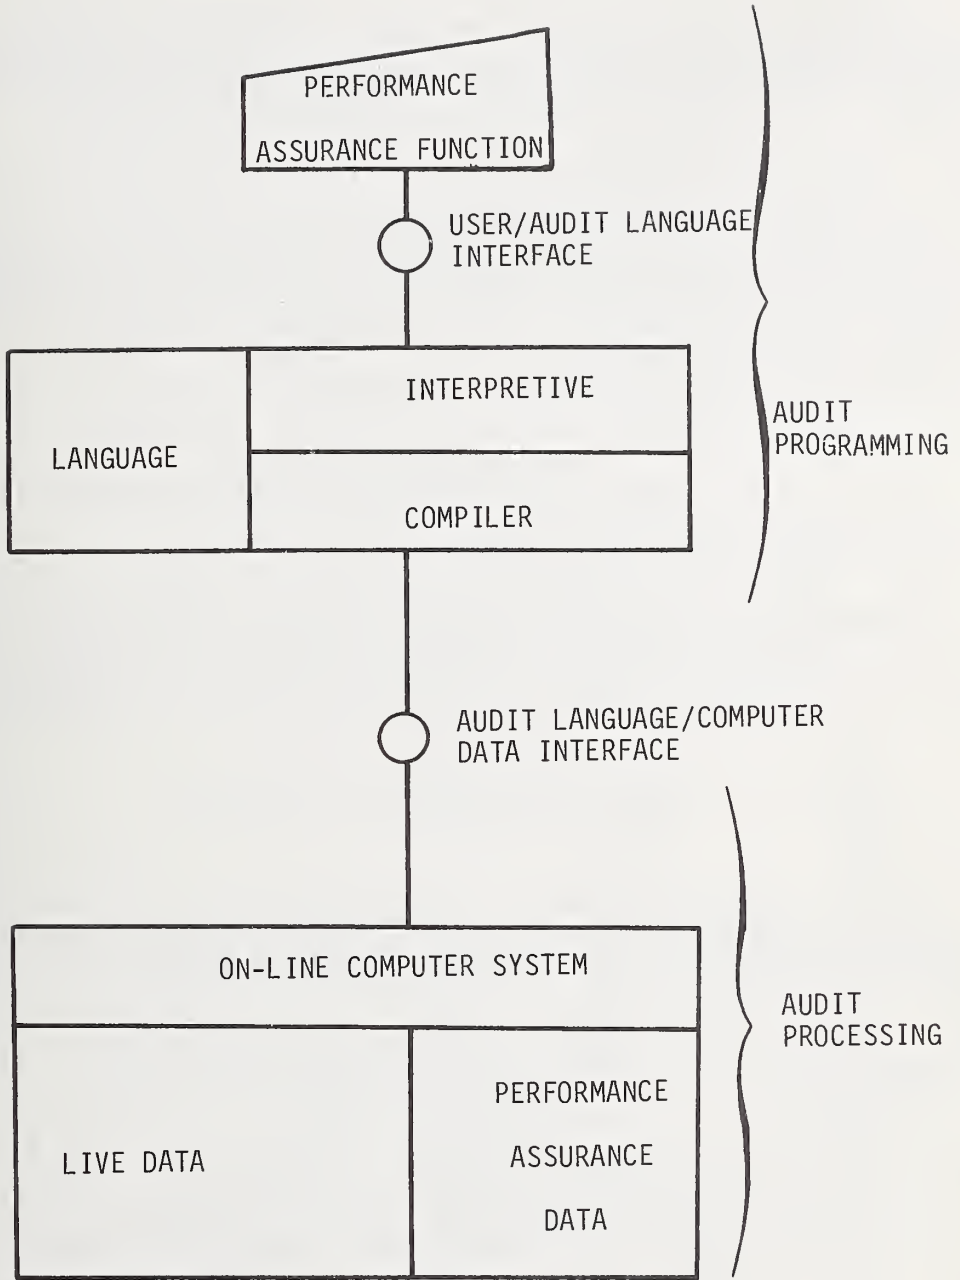 PERFORMANCE
ASSURANCE FUNCTION
USER/AUDIT LANGUAGE
INTERFACE
INTERPRETIVE
LANGUAGE
COMPILER
AUDIT
PROGRAMMING
AUDIT LANGUAGE/COMPUTER
DATA INTERFACE
ON-LINE COMPUTER SYSTEM
AUDIT
PROCESSING
LIVE DATA
PERFORMANCE
ASSURANCE
DATA